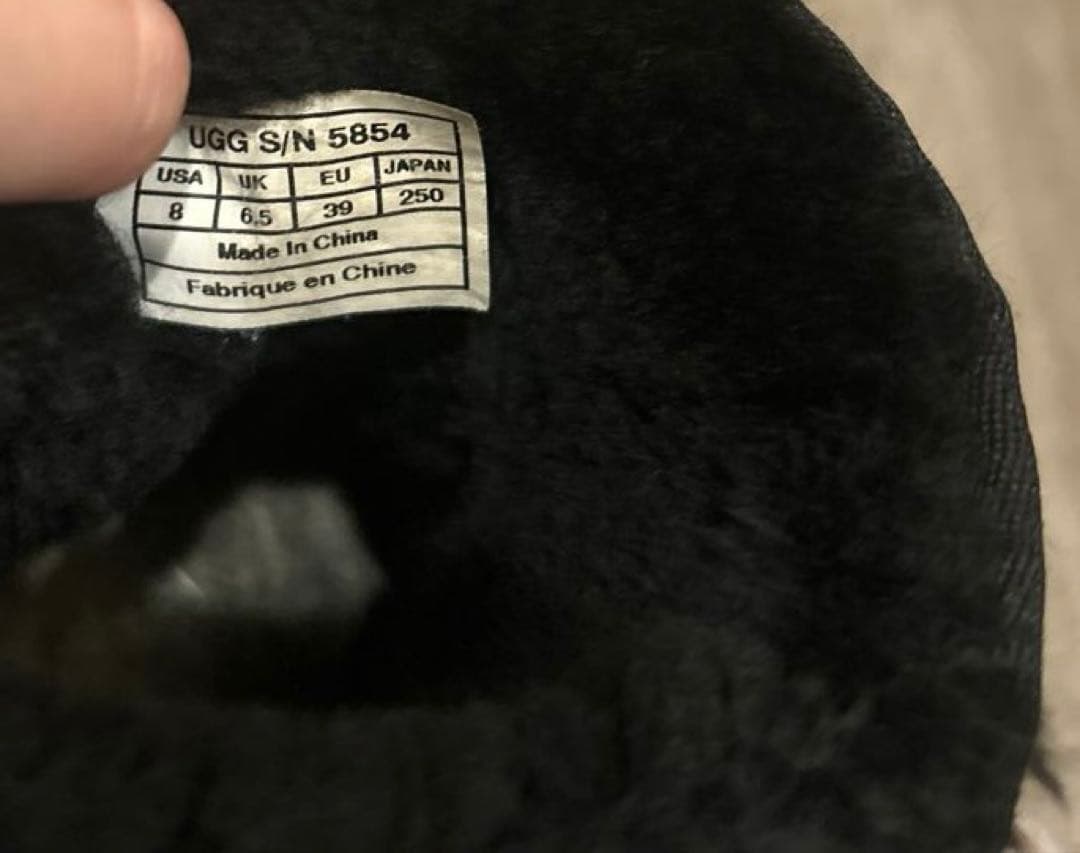 UGG S/N 5854
USA UK EU JAPAN
8 6.5 39 250
Made In China
Fabrique en Chine